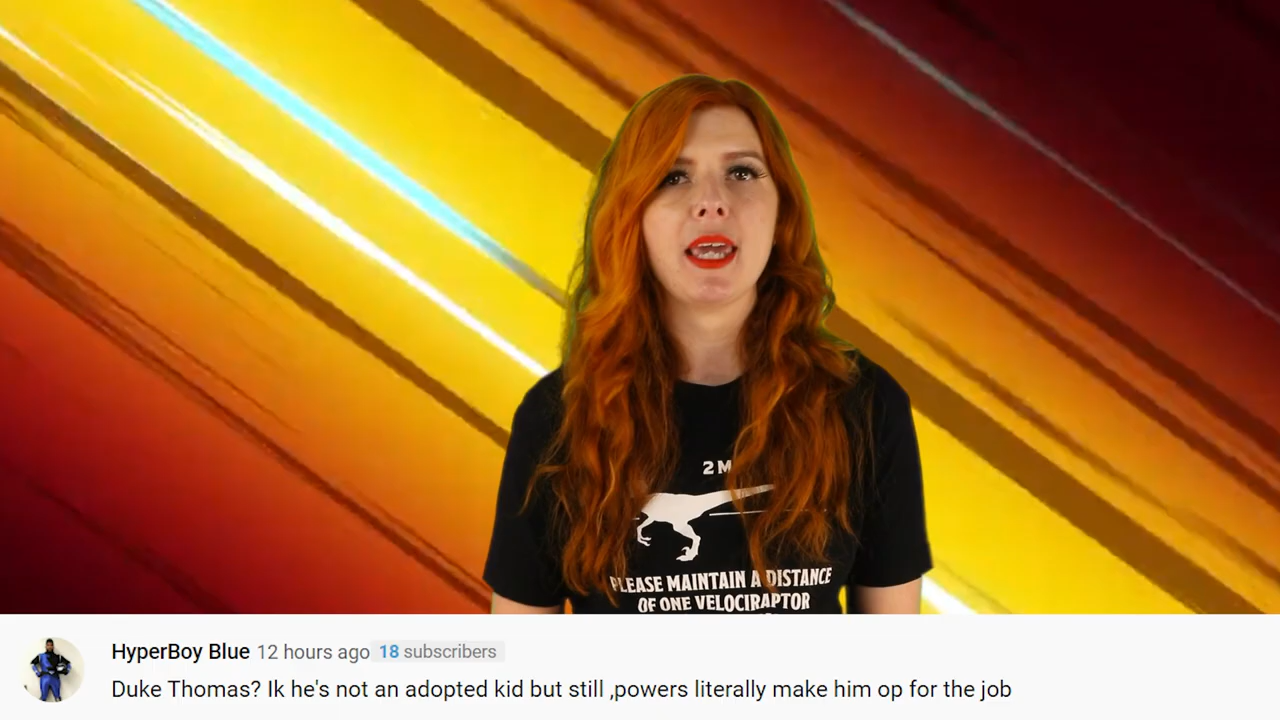 2M
PLEASE MAINTAIN A DISTANCE
OF ONE VELOCIRAPTOR
HyperBoy Blue 12 hours ago 18 subscribers
Duke Thomas? Ik he's not an adopted kid but still ,powers literally make him op for the job